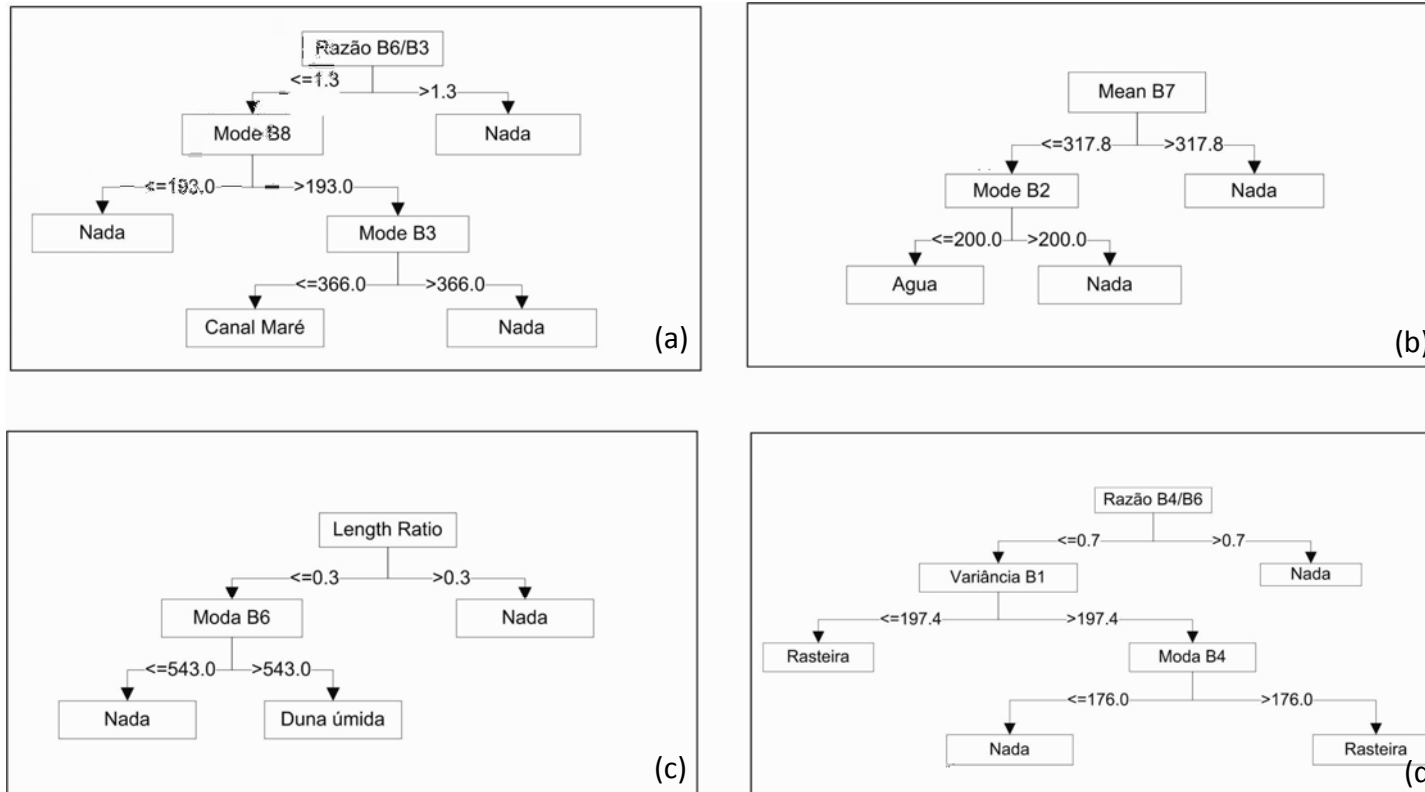 Razão B6/B3
<=1.3
>1.3
Mode B8
Nada
<=193.0
>193.0
Nada
Mode B3
<=366.0
>366.0
Canal Maré
Nada
(a)
Mean B7
<=317.8
>317.8
Mode B2
Nada
<=200.0
>200.0
Agua
Nada
(b)
Length Ratio
<=0.3
>0.3
Moda B6
Nada
<=543.0
>543.0
Nada
Duna úmida
(c)
Razão B4/B6
<=0.7
>0.7
Variância B1
Nada
<=197.4
>197.4
Rasteira
Moda B4
<=176.0
>176.0
Nada
Rasteira
(d